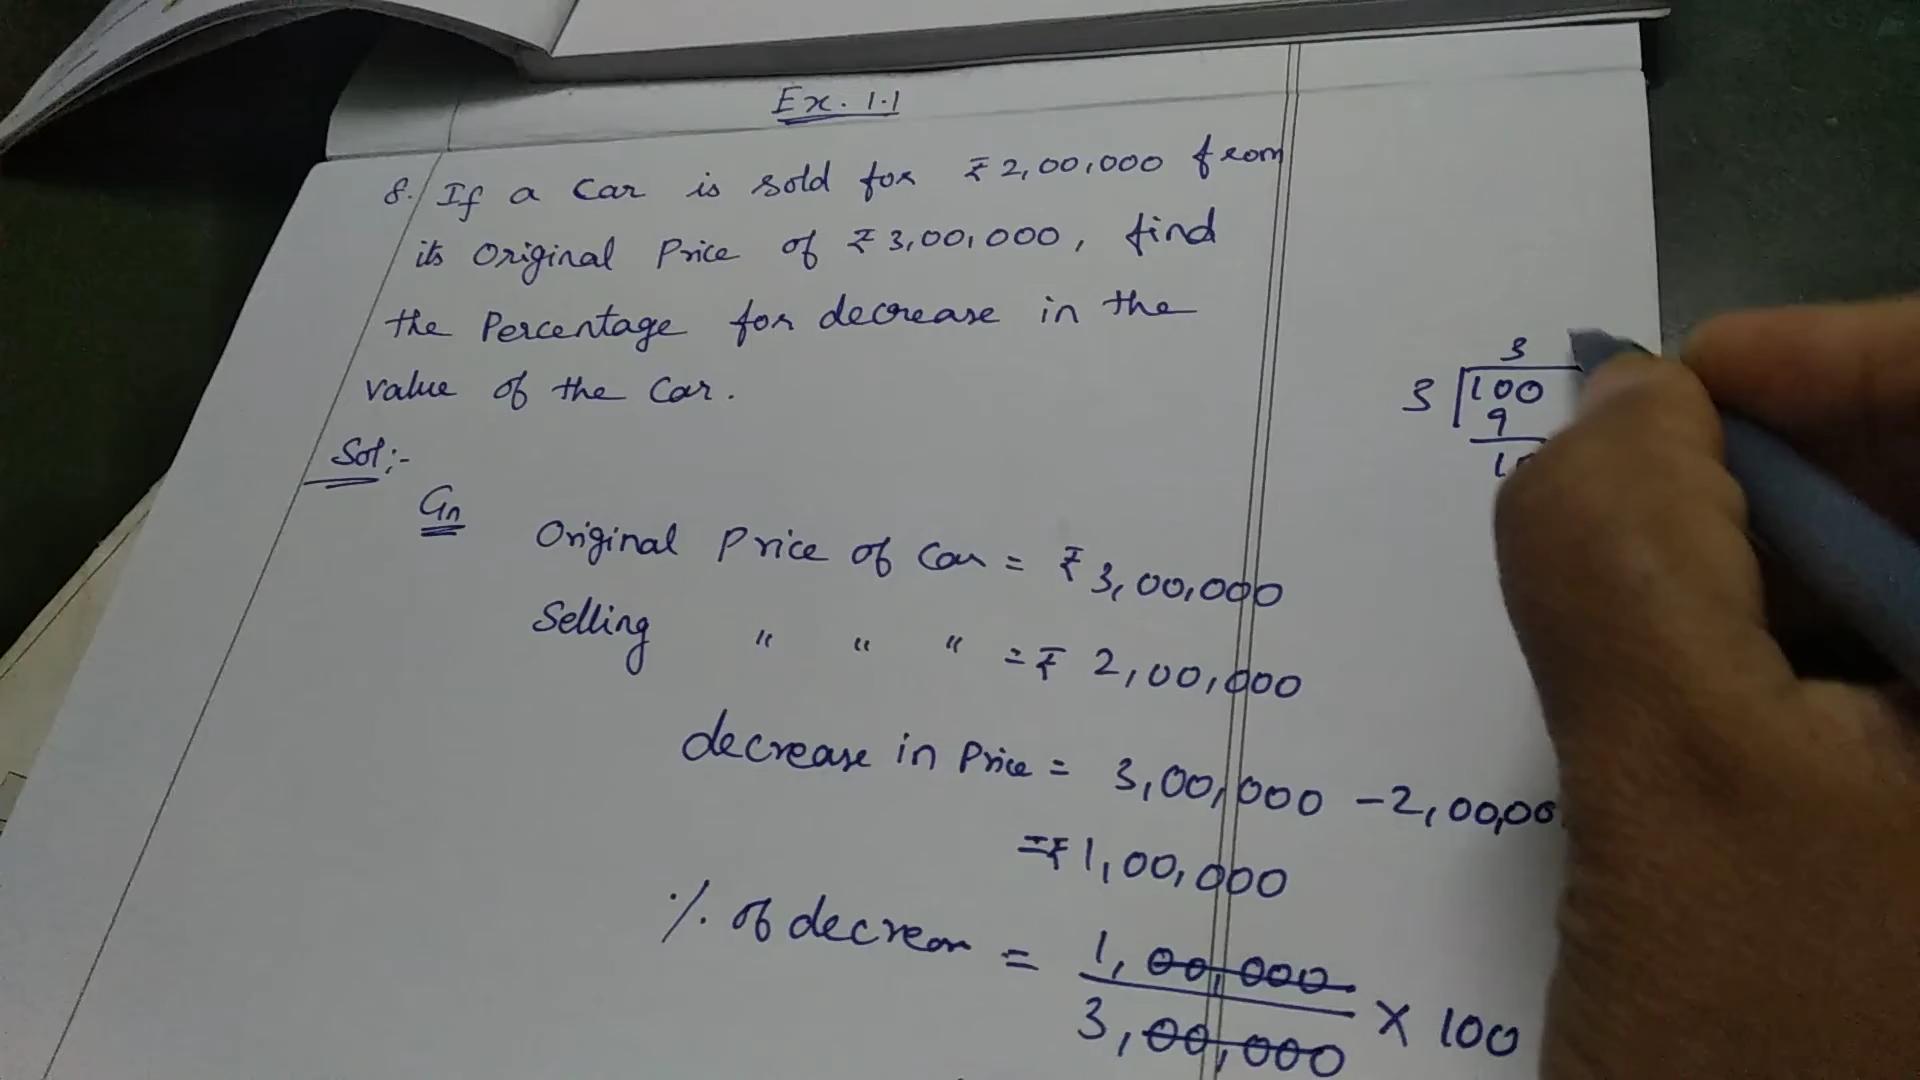 Ex. 1.1
8. If a Car is sold for ₹ 2,00,000 from
its Original Price of ₹ 3,00,000, find
the Percentage for decrease in the
value of the Car.
Sol:-
Gn
Original Price of Car = ₹ 3,00,000
Selling " " " = ₹ 2,00,000
decrease in Price = 3,00,000 - 2,00,00
= ₹ 1,00,000
% of decrease = 1,00,000
3,00,000
× 100
3
3 100
9
10